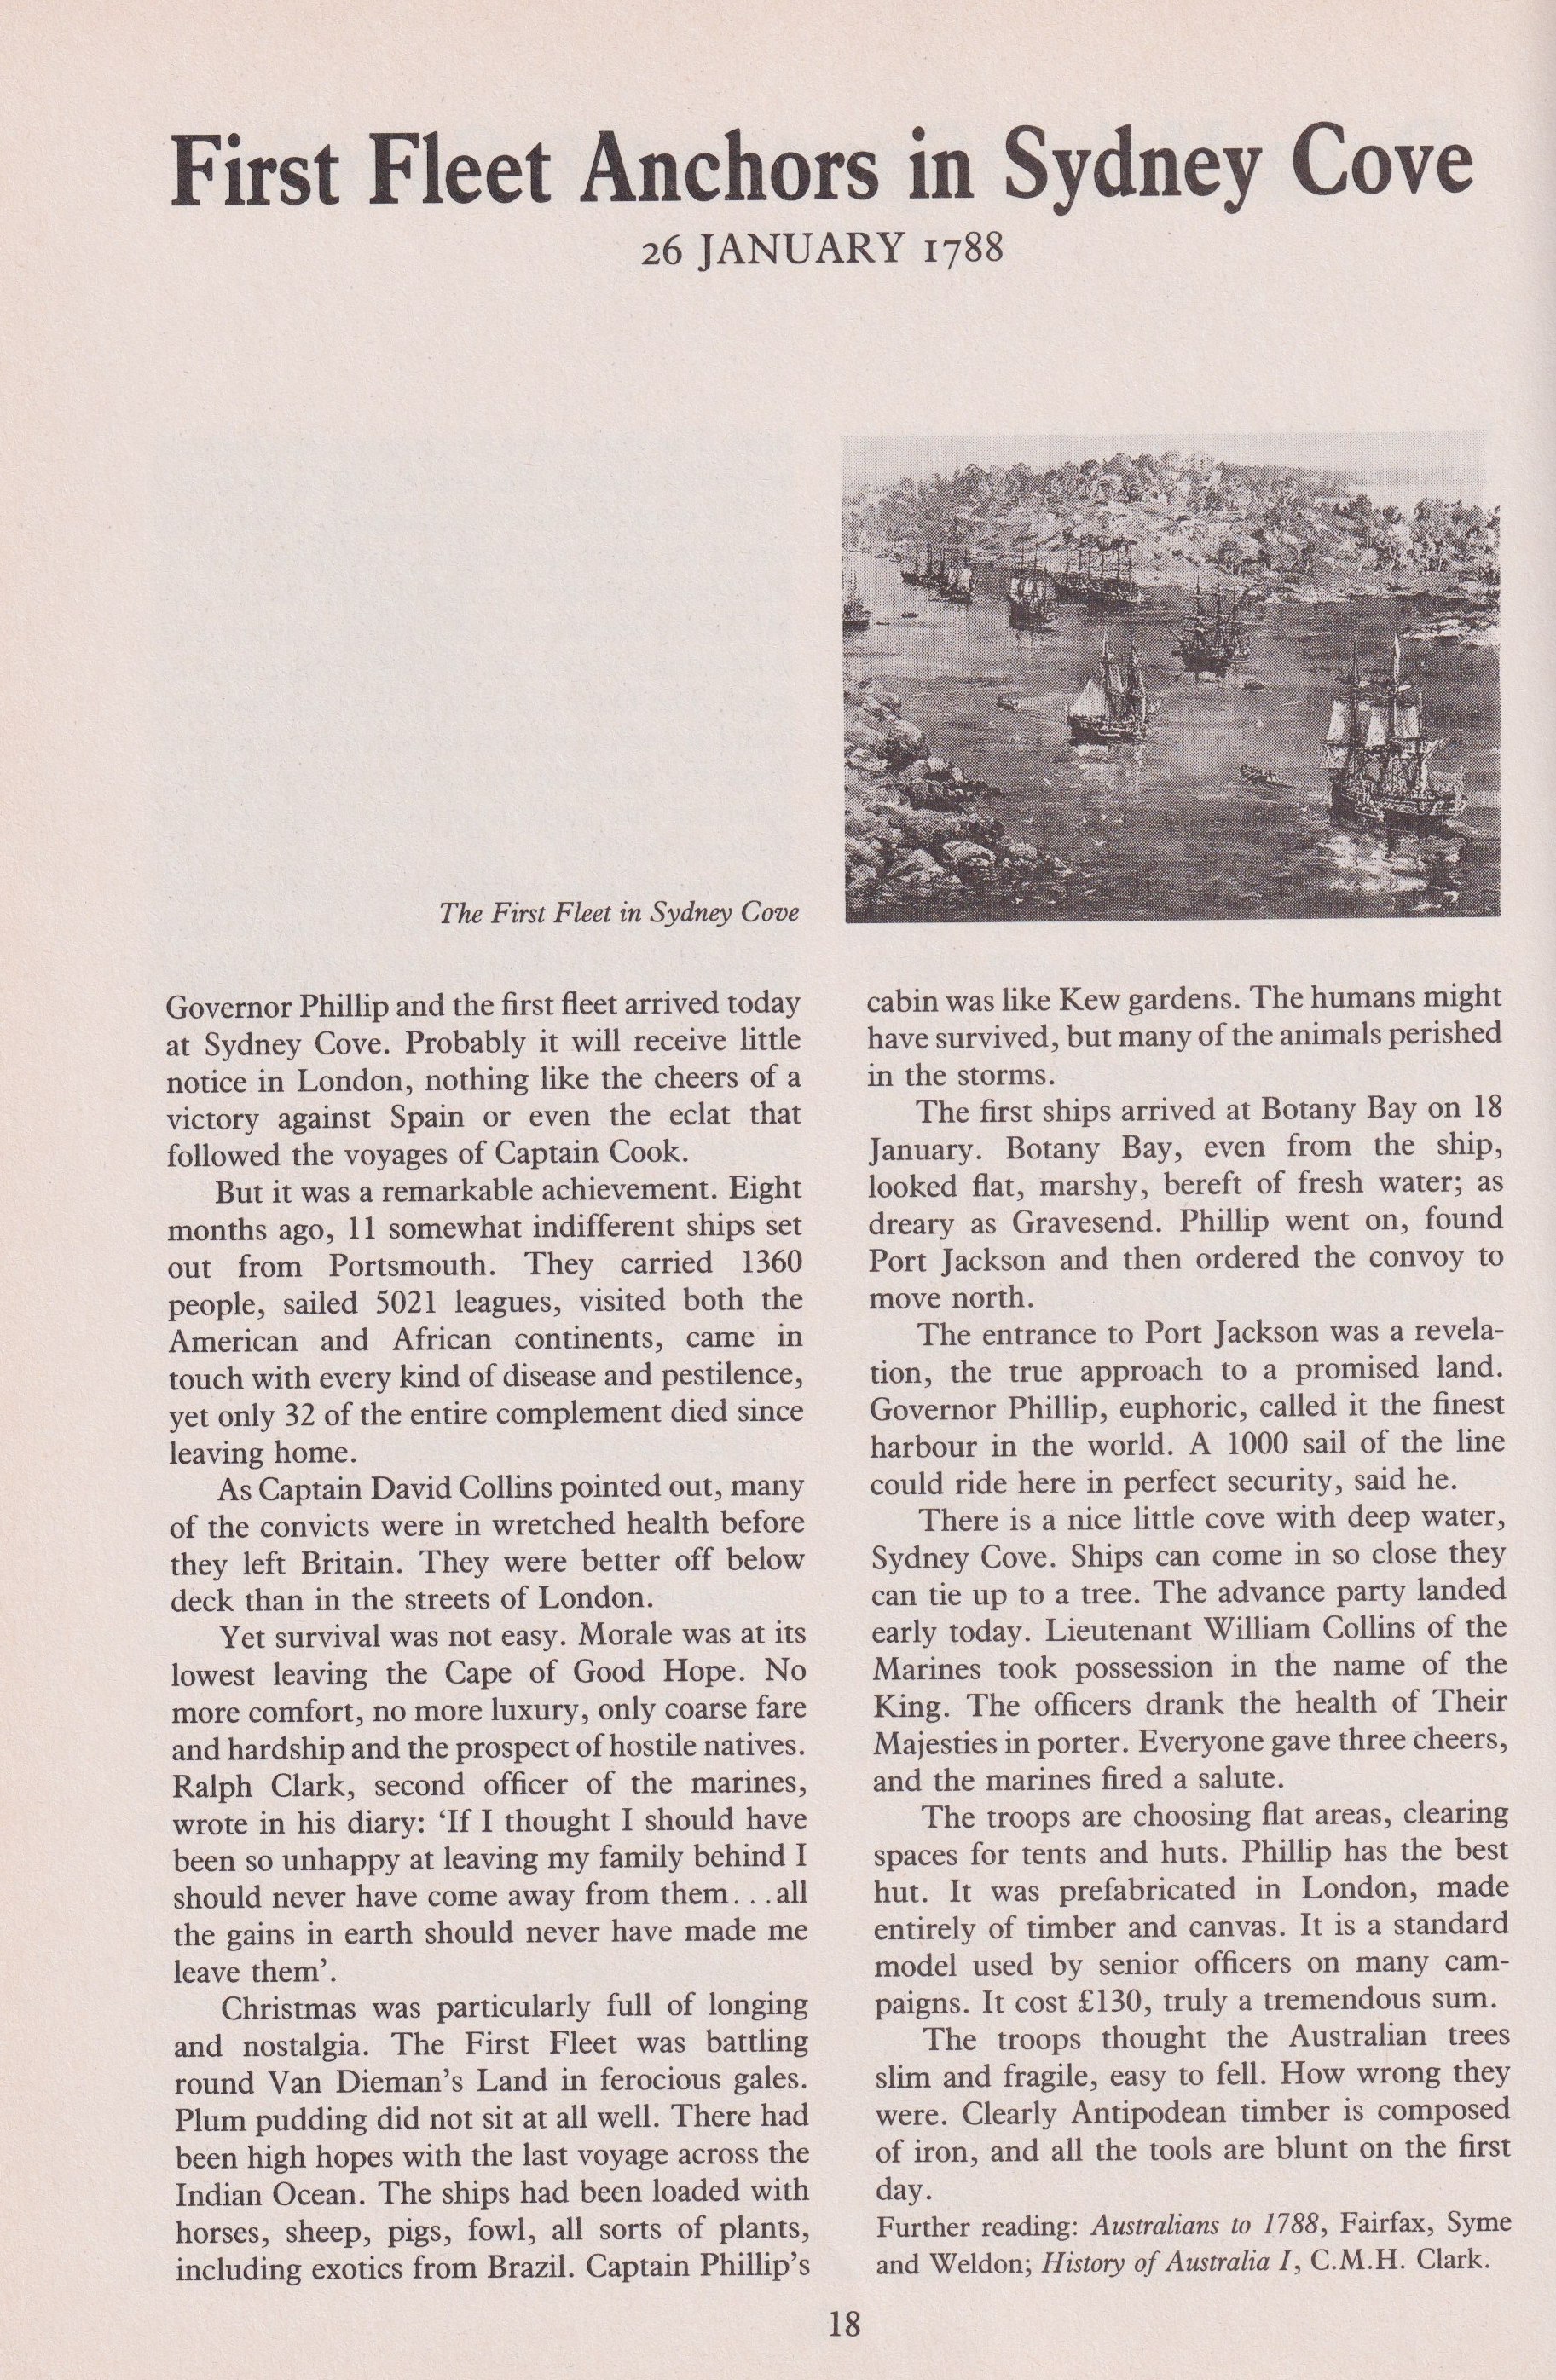 First Fleet Anchors in Sydney Cove
26 JANUARY 1788
The First Fleet in Sydney Cove
Governor Phillip and the first fleet arrived today
at Sydney Cove. Probably it will receive little
notice in London, nothing like the cheers of a
victory against Spain or even the eclat that
followed the voyages of Captain Cook.
But it was a remarkable achievement. Eight
months ago, 11 somewhat indifferent ships set
out from Portsmouth. They carried 1360
people, sailed 5021 leagues, visited both the
American and African continents, came in
touch with every kind of disease and pestilence,
yet only 32 of the entire complement died since
leaving home.
As Captain David Collins pointed out, many
of the convicts were in wretched health before
they left Britain. They were better off below
deck than in the streets of London.
Yet survival was not easy. Morale was at its
lowest leaving the Cape of Good Hope. No
more comfort, no more luxury, only coarse fare
and hardship and the prospect of hostile natives.
Ralph Clark, second officer of the marines,
wrote in his diary: ‘If I thought I should have
been so unhappy at leaving my family behind I
should never have come away from them. . .all
the gains in earth should never have made me
leave them’.
Christmas was particularly full of longing
and nostalgia. The First Fleet was battling
round Van Dieman’s Land in ferocious gales.
Plum pudding did not sit at all well. There had
been high hopes with the last voyage across the
Indian Ocean. The ships had been loaded with
horses, sheep, pigs, fowl, all sorts of plants,
including exotics from Brazil. Captain Phillip’s
cabin was like Kew gardens. The humans might
have survived, but many of the animals perished
in the storms.
The first ships arrived at Botany Bay on 18
January. Botany Bay, even from the ship,
looked flat, marshy, bereft of fresh water; as
dreary as Gravesend. Phillip went on, found
Port Jackson and then ordered the convoy to
move north.
The entrance to Port Jackson was a revela-
tion, the true approach to a promised land.
Governor Phillip, euphoric, called it the finest
harbour in the world. A 1000 sail of the line
could ride here in perfect security, said he.
There is a nice little cove with deep water,
Sydney Cove. Ships can come in so close they
can tie up to a tree. The advance party landed
early today. Lieutenant William Collins of the
Marines took possession in the name of the
King. The officers drank the health of Their
Majesties in porter. Everyone gave three cheers,
and the marines fired a salute.
The troops are choosing flat areas, clearing
spaces for tents and huts. Phillip has the best
hut. It was prefabricated in London, made
entirely of timber and canvas. It is a standard
model used by senior officers on many cam-
paigns. It cost £130, truly a tremendous sum.
The troops thought the Australian trees
slim and fragile, easy to fell. How wrong they
were. Clearly Antipodean timber is composed
of iron, and all the tools are blunt on the first
day.
Further reading: Australians to 1788, Fairfax, Syme
and Weldon; History of Australia I, C.M.H. Clark.
18